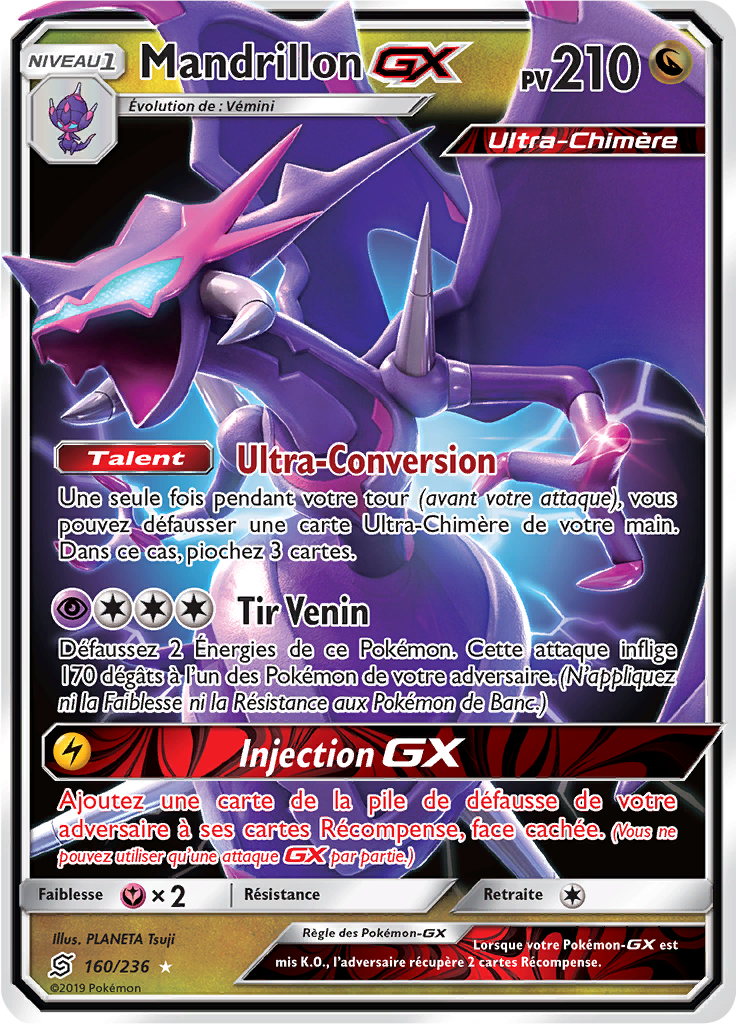 NIVEAU 1
Mandrillon GX
PV 210
Évolution de : Vémini
Ultra-Chimère
Talent Ultra-Conversion
Une seule fois pendant votre tour (avant votre attaque), vous
pouvez défausser une carte Ultra-Chimère de votre main.
Dans ce cas, piochez 3 cartes.
Tir Venin
Défaussez 2 Énergies de ce Pokémon. Cette attaque inflige
170 dégâts à l'un des Pokémon de votre adversaire. (N'appliquez
ni la Faiblesse ni la Résistance aux Pokémon de Banc.)
Injection GX
Ajoutez une carte de la pile de défausse de votre
adversaire à ses cartes Récompense, face cachée. (Vous ne
pouvez utiliser qu'une attaque GX par partie.)
Faiblesse × 2 Résistance Retraite
Illus. PLANETA Tsuji
Règle des Pokémon-GX
Lorsque votre Pokémon-GX est
mis K.O., l'adversaire récupère 2 cartes Récompense.
160/236
©2019 Pokémon